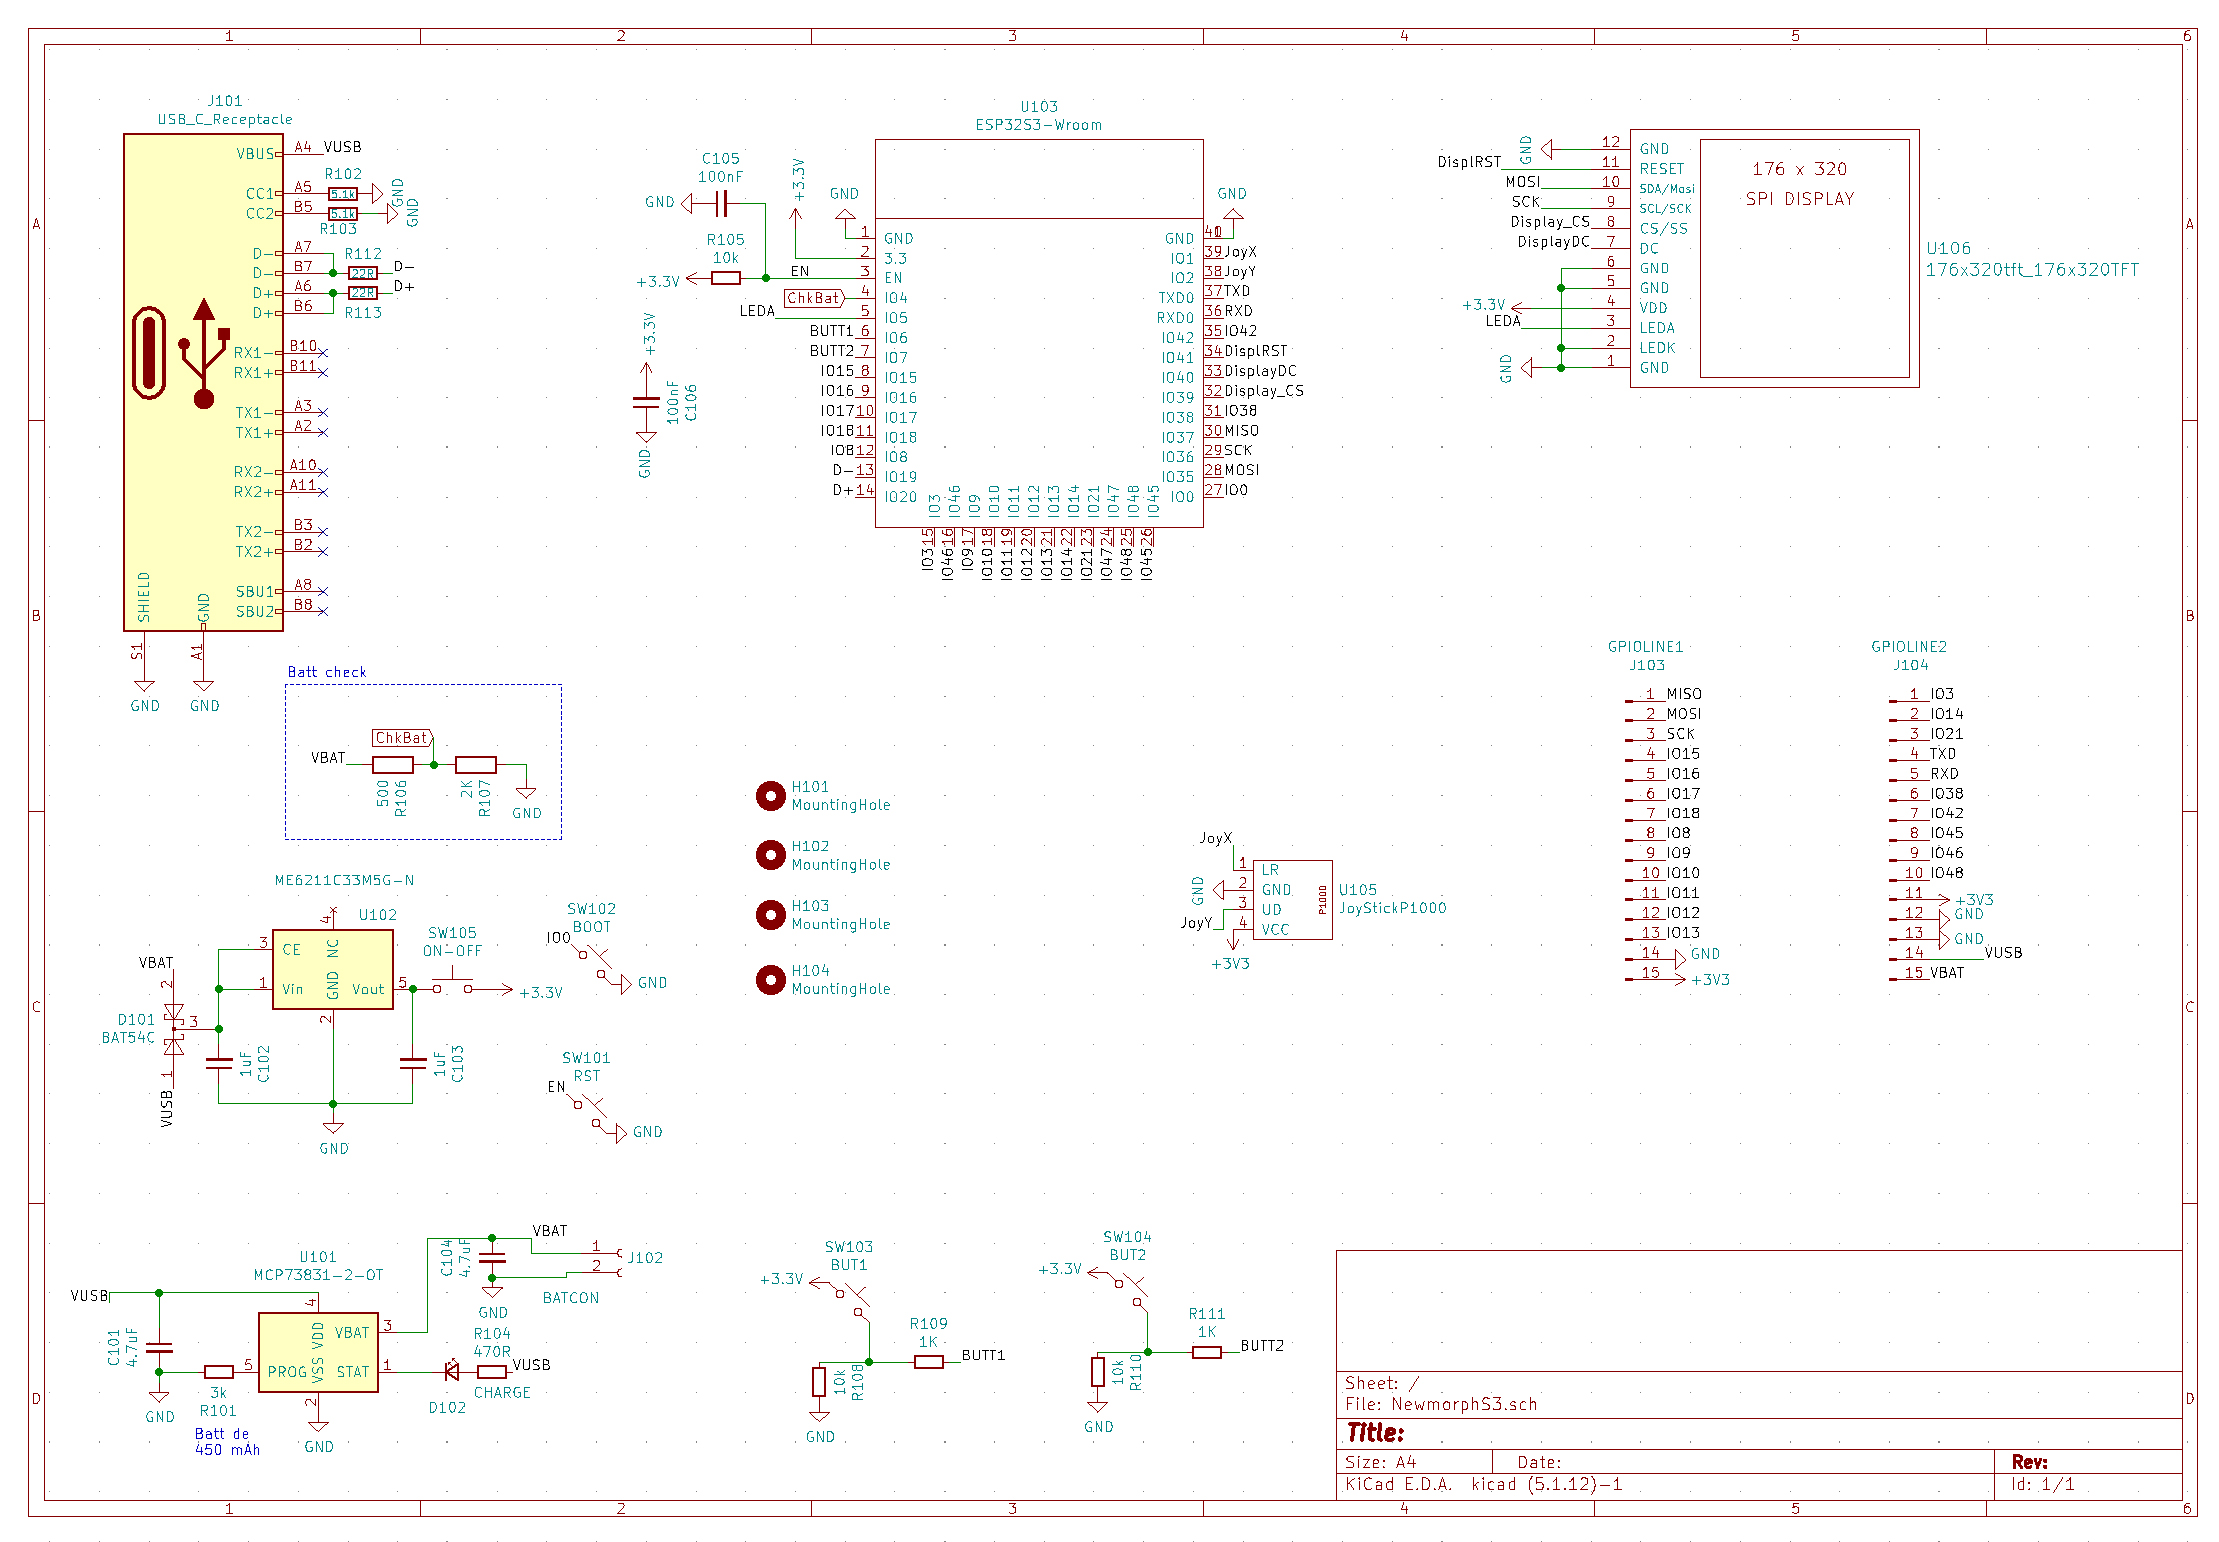 1 2 3 4 5 6
A
B
C
D
J101
USB_C_Receptacle
VBUS A4 VUSB
CC1 A5 R102 5.1k GND
CC2 B5 5.1k R103 GND
D- A7
D- B7 R112 22R D-
D+ A6 22R D+
D+ B6 R113
RX1- B10
RX1+ B11
TX1- A3
TX1+ A2
RX2- A10
RX2+ A11
TX2- B3
TX2+ B2
SBU1 A8
SBU2 B8
SHIELD S1 GND
GND A1 GND
C105
100nF
GND
+3.3V
R105
10k
+3.3V
EN
ChkBat
LEDA
+3.3V
100nF
C106
GND
U103
ESP32S3-Wroom
GND
GND
1 GND
2 3.3
3 EN
4 IO4
5 IO5
BUTT1 6 IO6
BUTT2 7 IO7
IO15 8 IO15
IO16 9 IO16
IO17 10 IO17
IO18 11 IO18
IO8 12 IO8
D- 13 IO19
D+ 14 IO20
GND 40
IO1 39 JoyX
IO2 38 JoyY
TXD0 37 TXD
RXD0 36 RXD
IO42 35 IO42
IO41 34 DisplRST
IO40 33 DisplayDC
IO39 32 Display_CS
IO38 31 IO38
IO37 30 MISO
IO36 29 SCK
IO35 28 MOSI
IO0 27 IO0
IO3 IO46 IO9 IO10 IO11 IO12 IO13 IO14 IO21 IO47 IO48 IO45
15 16 17 18 19 20 21 22 23 24 25 26
IO3 IO46 IO9 IO10 IO11 IO12 IO13 IO14 IO21 IO47 IO48 IO45
GND 12 GND
DisplRST 11 RESET
MOSI 10 SDA/Mosi
SCK 9 SCL/SCK
Display_CS 8 CS/SS
DisplayDC 7 DC
6 GND
5 GND
+3.3V 4 VDD
LEDA 3 LEDA
2 LEDK
GND 1 GND
176 x 320
SPI DISPLAY
U106
176x320tft_176x320TFT
Batt check
ChkBat
VBAT
500
R106
2K
R107
GND
H101
MountingHole
H102
MountingHole
H103
MountingHole
H104
MountingHole
GPIOLINE1
J103
1 MISO
2 MOSI
3 SCK
4 IO15
5 IO16
6 IO17
7 IO18
8 IO8
9 IO9
10 IO10
11 IO11
12 IO12
13 IO13
14 GND
15 +3V3
GPIOLINE2
J104
1 IO3
2 IO14
3 IO21
4 TXD
5 RXD
6 IO38
7 IO42
8 IO45
9 IO46
10 IO48
11 +3V3
12 GND
13 GND
14 VUSB
15 VBAT
ME6211C33M5G-N
U102
4
3 CE NC
1 Vin GND Vout 5
2
VBAT
2
D101
BAT54C
3
1
VUSB
1uF
C102
1uF
C103
GND
SW105
ON-OFF
+3.3V
SW102
BOOT
IO0
GND
SW101
RST
EN
GND
JoyX
1 LR
GND 2 GND
3 UD
JoyY 4 VCC
+3V3
P1000
U105
JoyStickP1000
U101
MCP73831-2-OT
VUSB
4
C101
4.7uF
GND
VDD VBAT 3
5 PROG VSS STAT 1
2
GND
3k
R101
Batt de
450 mAh
VBAT
C104
4.7uF
GND
1
2
J102
BATCON
R104
470R
VUSB
CHARGE
D102
SW103
BUT1
+3.3V
R109
1K
BUTT1
10k
R108
GND
SW104
BUT2
+3.3V
R111
1K
BUTT2
10k
R110
GND
Sheet: /
File: NewmorphS3.sch
Title:
Size: A4 Date: Rev:
KiCad E.D.A. kicad (5.1.12)-1 Id: 1/1
A
B
C
D
1 2 3 4 5 6